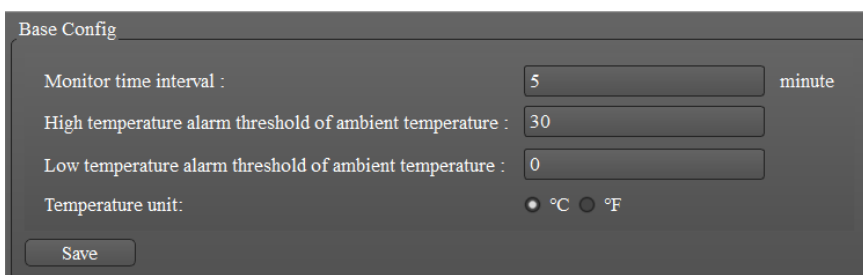 Base Config
Monitor time interval : 5 minute
High temperature alarm threshold of ambient temperature : 30
Low temperature alarm threshold of ambient temperature : 0
Temperature unit: °C °F
Save